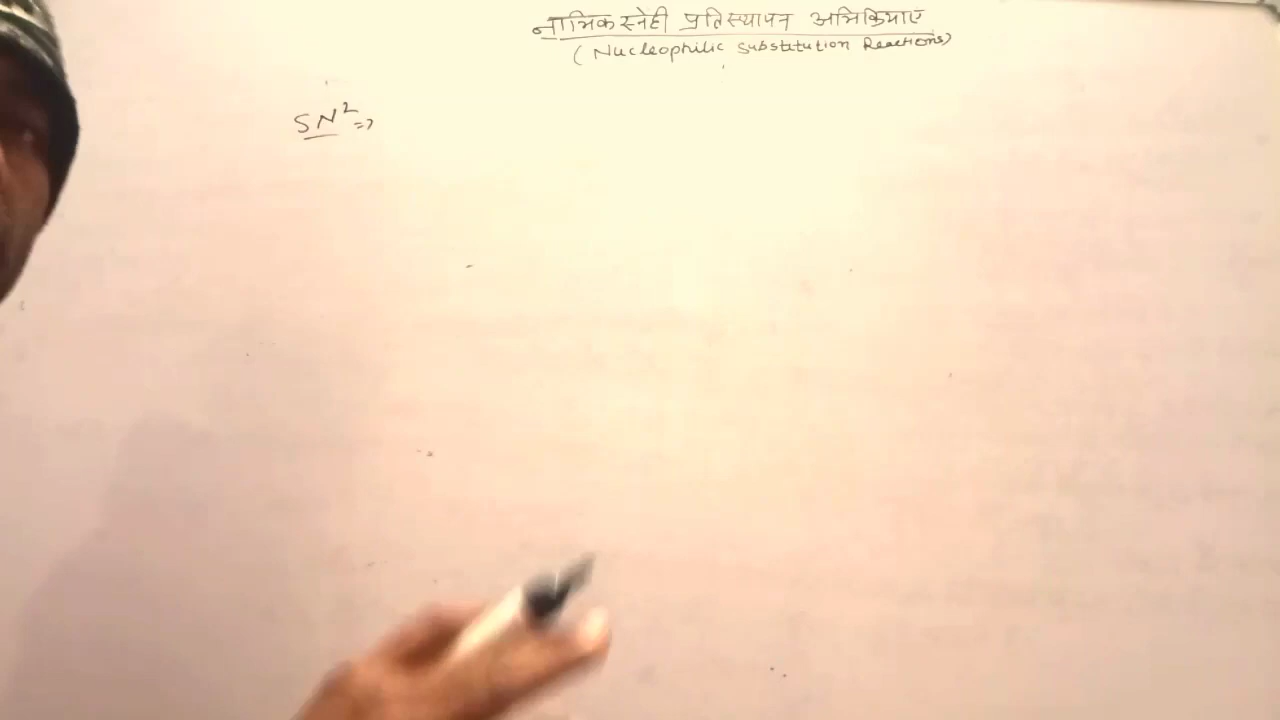 नाभिकस्नेही प्रतिस्थापन अभिक्रियाएं
(Nucleophilic Substitution Reactions)
SN² =>